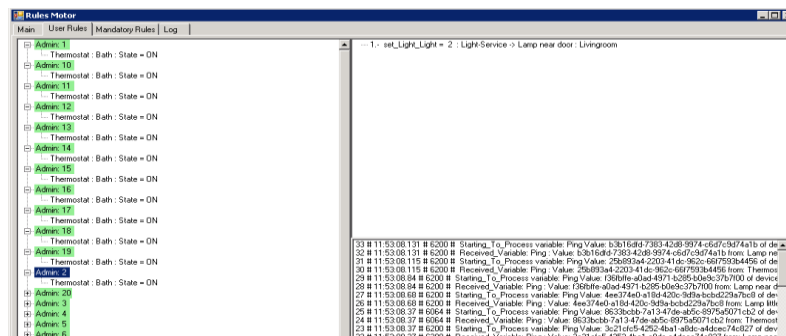 Rules Motor
Main User Rules Mandatory Rules Log
Admin: 1
Thermostat : Bath : State = ON
Admin: 10
Thermostat : Bath : State = ON
Admin: 11
Thermostat : Bath : State = ON
Admin: 12
Thermostat : Bath : State = ON
Admin: 13
Thermostat : Bath : State = ON
Admin: 14
Thermostat : Bath : State = ON
Admin: 15
Thermostat : Bath : State = ON
Admin: 16
Thermostat : Bath : State = ON
Admin: 17
Thermostat : Bath : State = ON
Admin: 18
Thermostat : Bath : State = ON
Admin: 19
Thermostat : Bath : State = ON
Admin: 2
Thermostat : Bath : State = ON
Admin: 20
Admin: 3
Admin: 4
Admin: 5
Admin: 6
1.- set_Light_Light = 2 : Light-Service -> Lamp near door : Livingroom
33 # 11:53:08.131 # 6200 # Starting_To_Process variable: Ping Value: b3b16dfd-7383-42d8-9974-c6d7c9d74a1b of de
32 # 11:53:08.131 # 6200 # Received_Variable: Ping : Value: b3b16dfd-7383-42d8-9974-c6d7c9d74a1b from: Lamp ne
31 # 11:53:08.115 # 6200 # Starting_To_Process variable: Ping Value: 25b893a4-2203-41dc-962c-66f7593b4456 of de
30 # 11:53:08.115 # 6200 # Received_Variable: Ping : Value: 25b893a4-2203-41dc-962c-66f7593b4456 from: Thermos
29 # 11:53:08.84 # 6200 # Starting_To_Process variable: Ping Value: f36fbffe-a0ad-4971-b285-b0e9c37b7f00 of device
28 # 11:53:08.84 # 6200 # Received_Variable: Ping : Value: f36fbffe-a0ad-4971-b285-b0e9c37b7f00 from: Lamp near d
27 # 11:53:08.68 # 6200 # Starting_To_Process variable: Ping Value: 4ee374e0-a18d-420c-9d9a-bcbd229a7bc8 of dev
26 # 11:53:08.68 # 6200 # Received_Variable: Ping : Value: 4ee374e0-a18d-420c-9d9a-bcbd229a7bc8 from: Lamp little
25 # 11:53:08.37 # 6064 # Starting_To_Process variable: Ping Value: 8633bcbb-7a13-47de-ab5c-8975a5071cb2 of dev
24 # 11:53:08.37 # 6064 # Received_Variable: Ping : Value: 8633bcbb-7a13-47de-ab5c-8975a5071cb2 from: Thermost
23 # 11:53:08.37 # 6200 # Starting_To_Process variable: Ping Value: 3c21cfc5-4252-4ba1-a8dc-a4dcec74c827 of dev